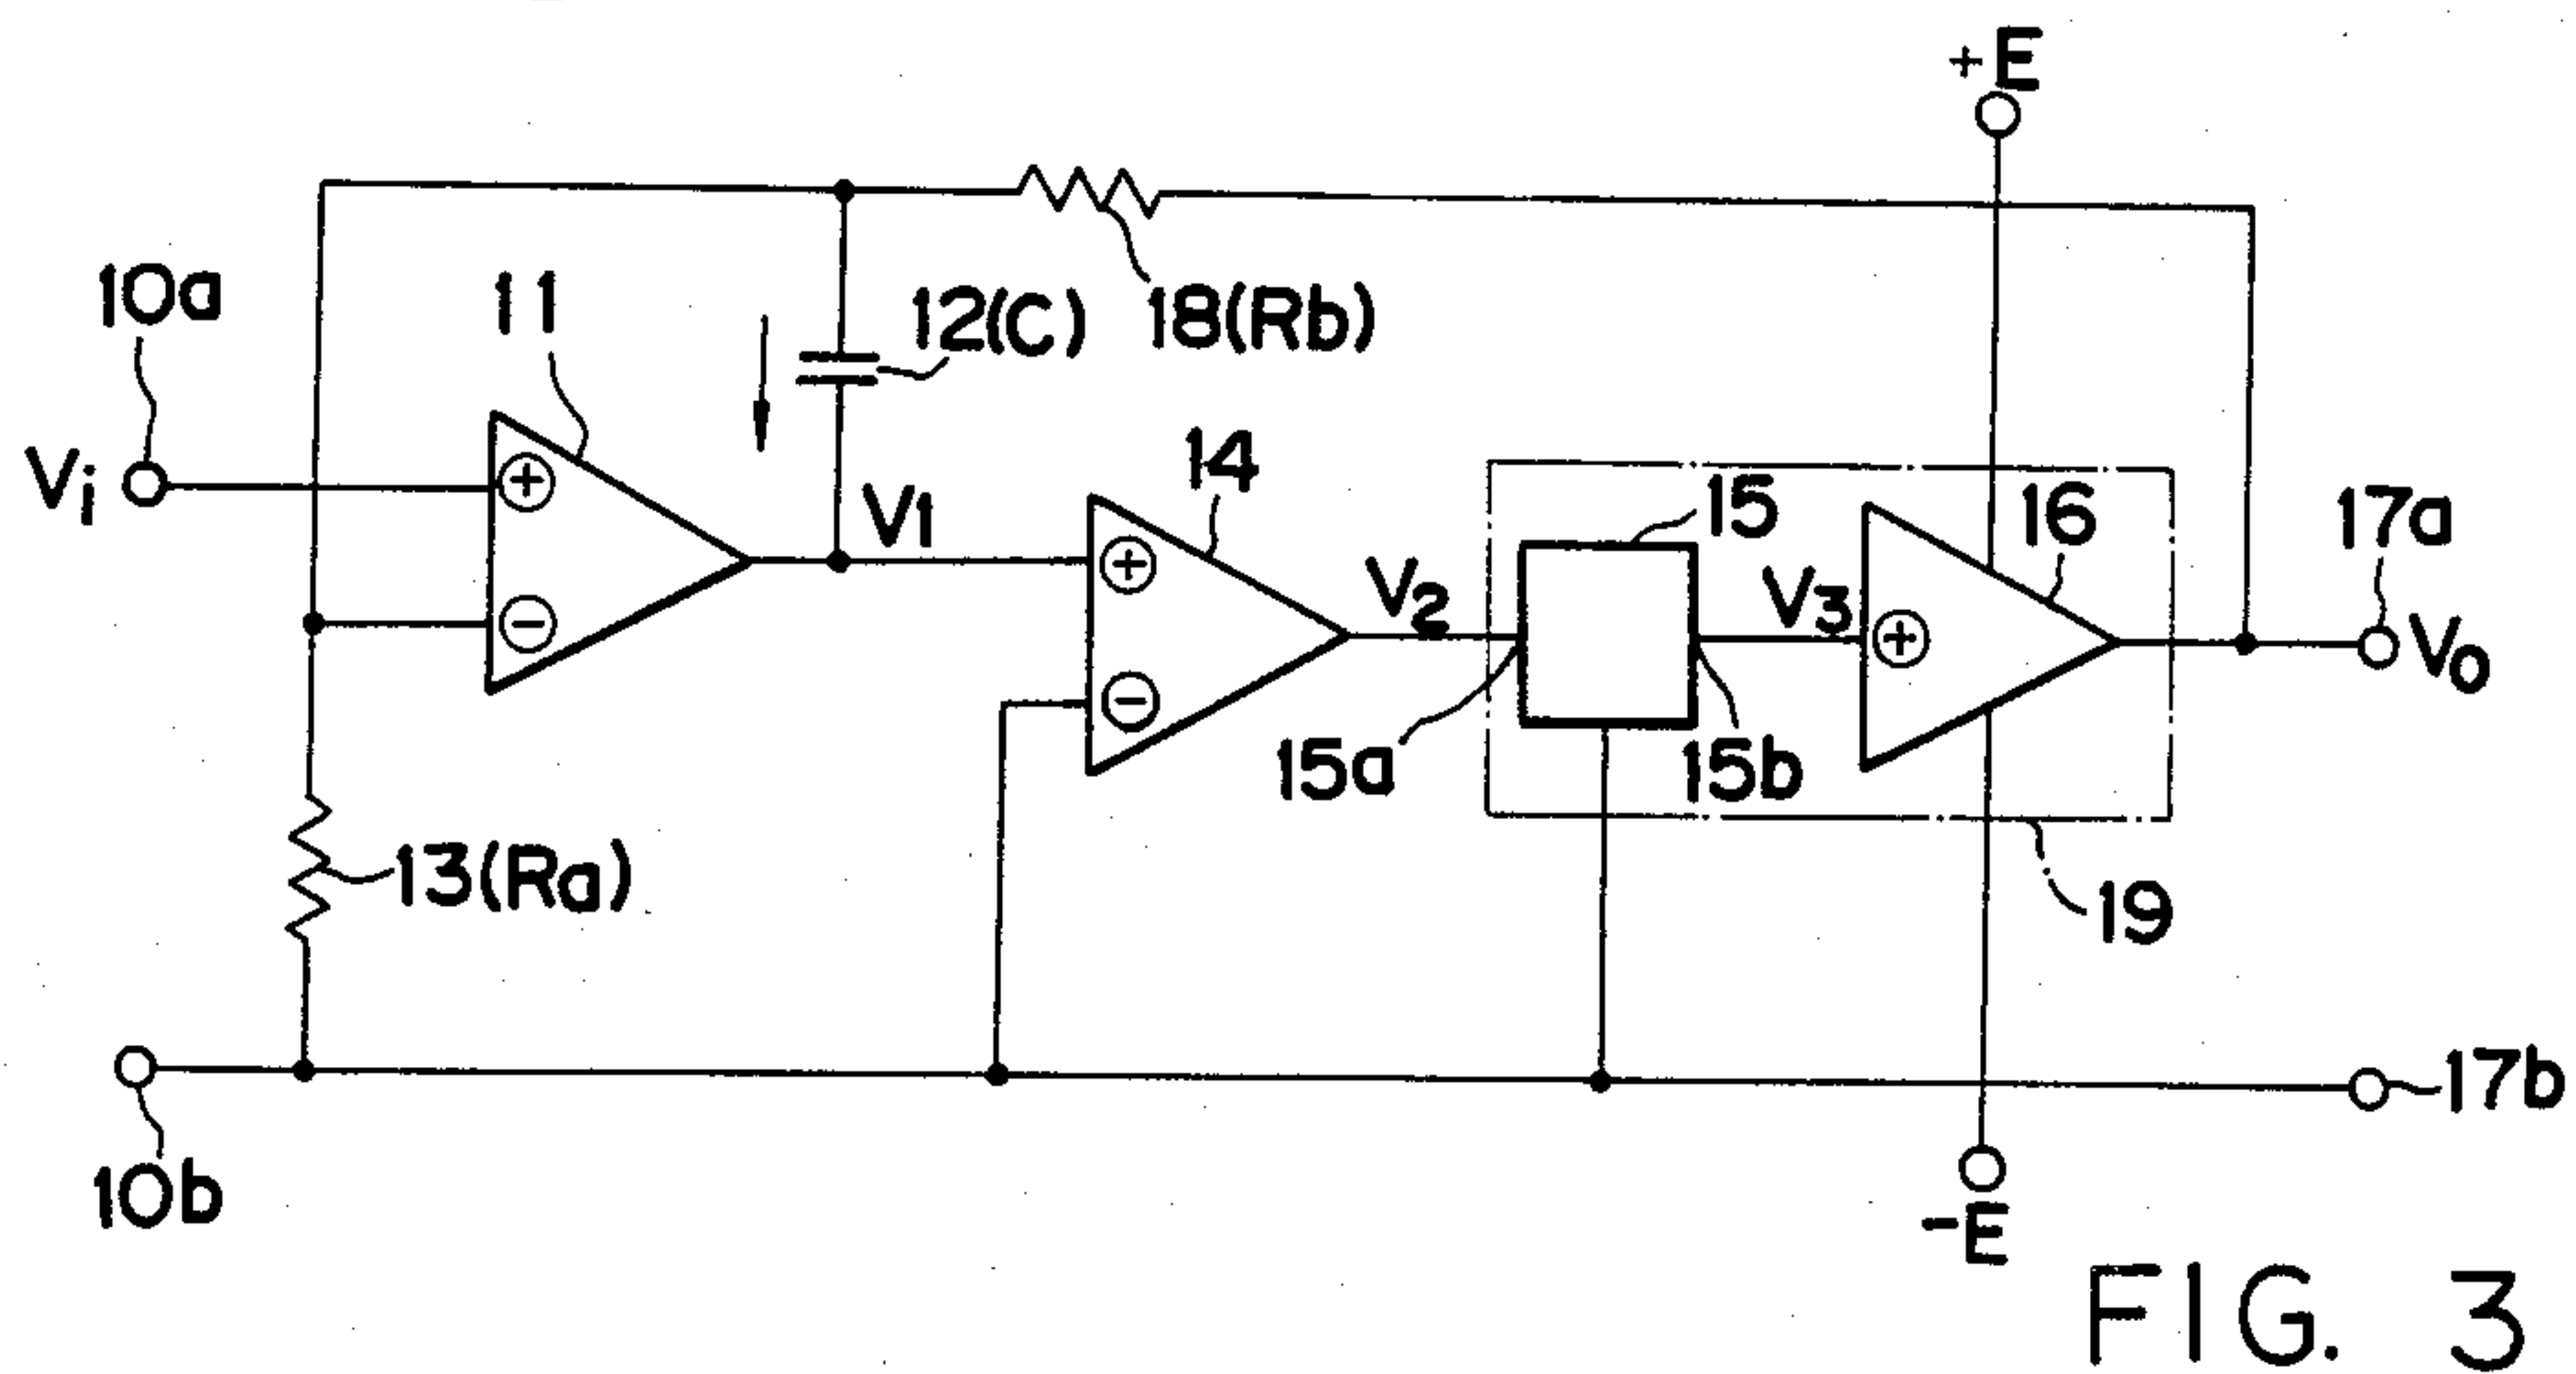 +E
10a
11
12(C)
18(Rb)
Vi
+
V1
14
+
15
16
17a
V2
V3
+
Vo
−
−
15a
15b
13(Ra)
19
10b
17b
-E
FIG. 3